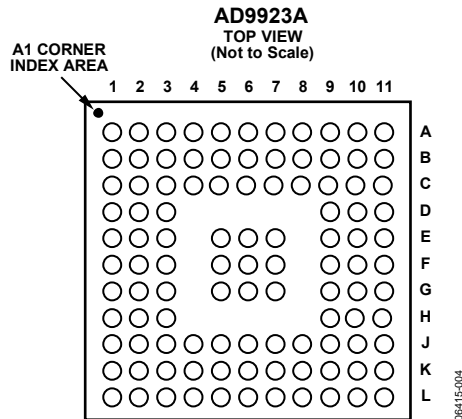 AD9923A
TOP VIEW
(Not to Scale)
A1 CORNER
INDEX AREA
1 2 3 4 5 6 7 8 9 10 11
A
B
C
D
E
F
G
H
J
K
L
06415-004